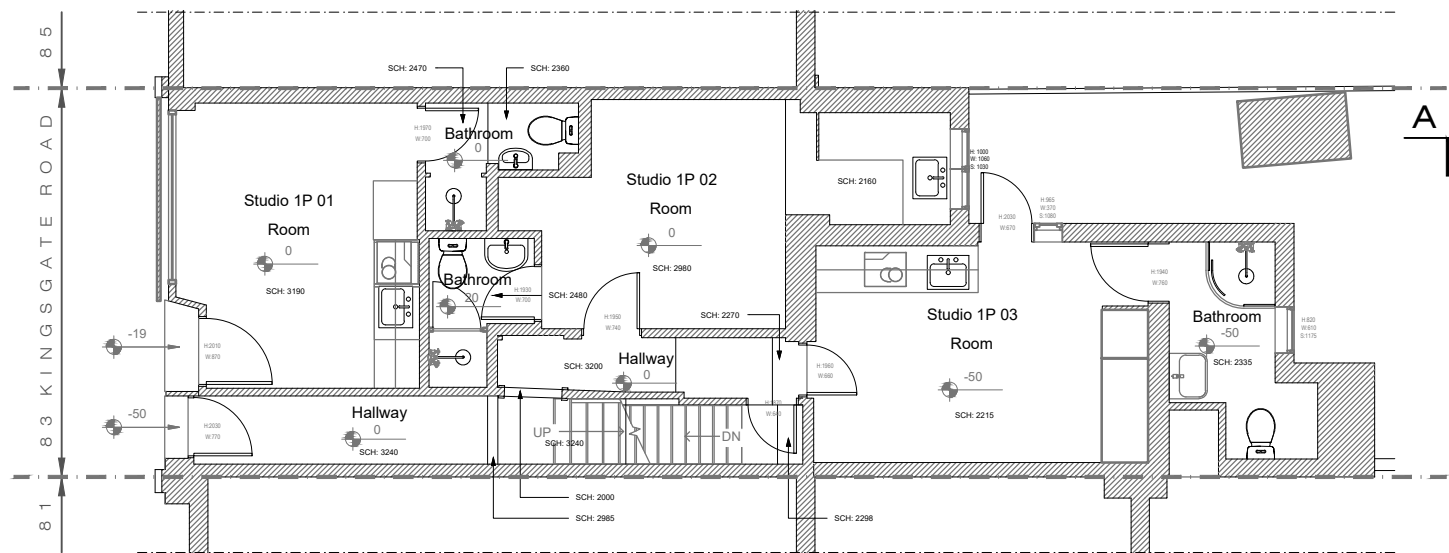 85
83 KINGSGATE ROAD
81
SCH: 2470
SCH: 2360
H:1970
W:700
Bathroom
0
Studio 1P 01
Room
0
SCH: 3190
Studio 1P 02
Room
0
SCH: 2980
SCH: 2160
H: 1000
W: 1060
S: 1030
A
H:2030
W:670
H:965
W:370
S:1080
Bathroom
20
H:1930
W:700
SCH: 2480
H:1950
W:740
SCH: 2270
H:1940
W:760
Studio 1P 03
Room
-50
SCH: 2215
Bathroom
-50
SCH: 2335
H:820
W:610
S:1175
-19
H:2010
W:870
SCH: 3200
Hallway
0
H:1960
W:660
-50
H:2030
W:770
Hallway
0
SCH: 3240
UP
SCH: 3240
DN
SCH: 2000
SCH: 2985
SCH: 2298